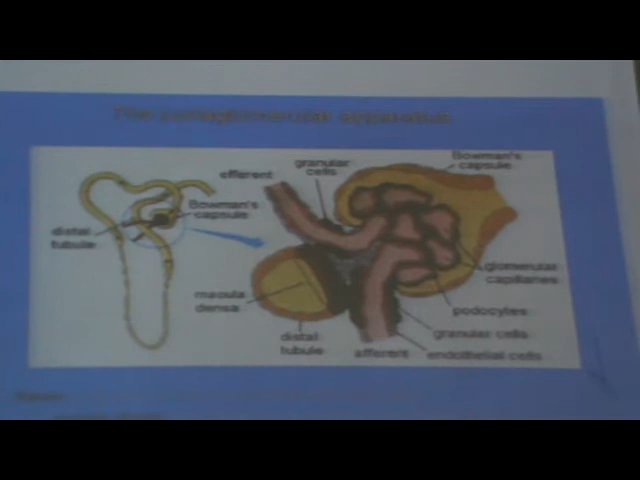 The juxtaglomerular apparatus
granular
cells
efferent
Bowman's
capsule
Bowman's
capsule
distal
tubule
glomerular
capillaries
macula
densa
podocytes
granular cells
distal
tubule
afferent
endothelial cells